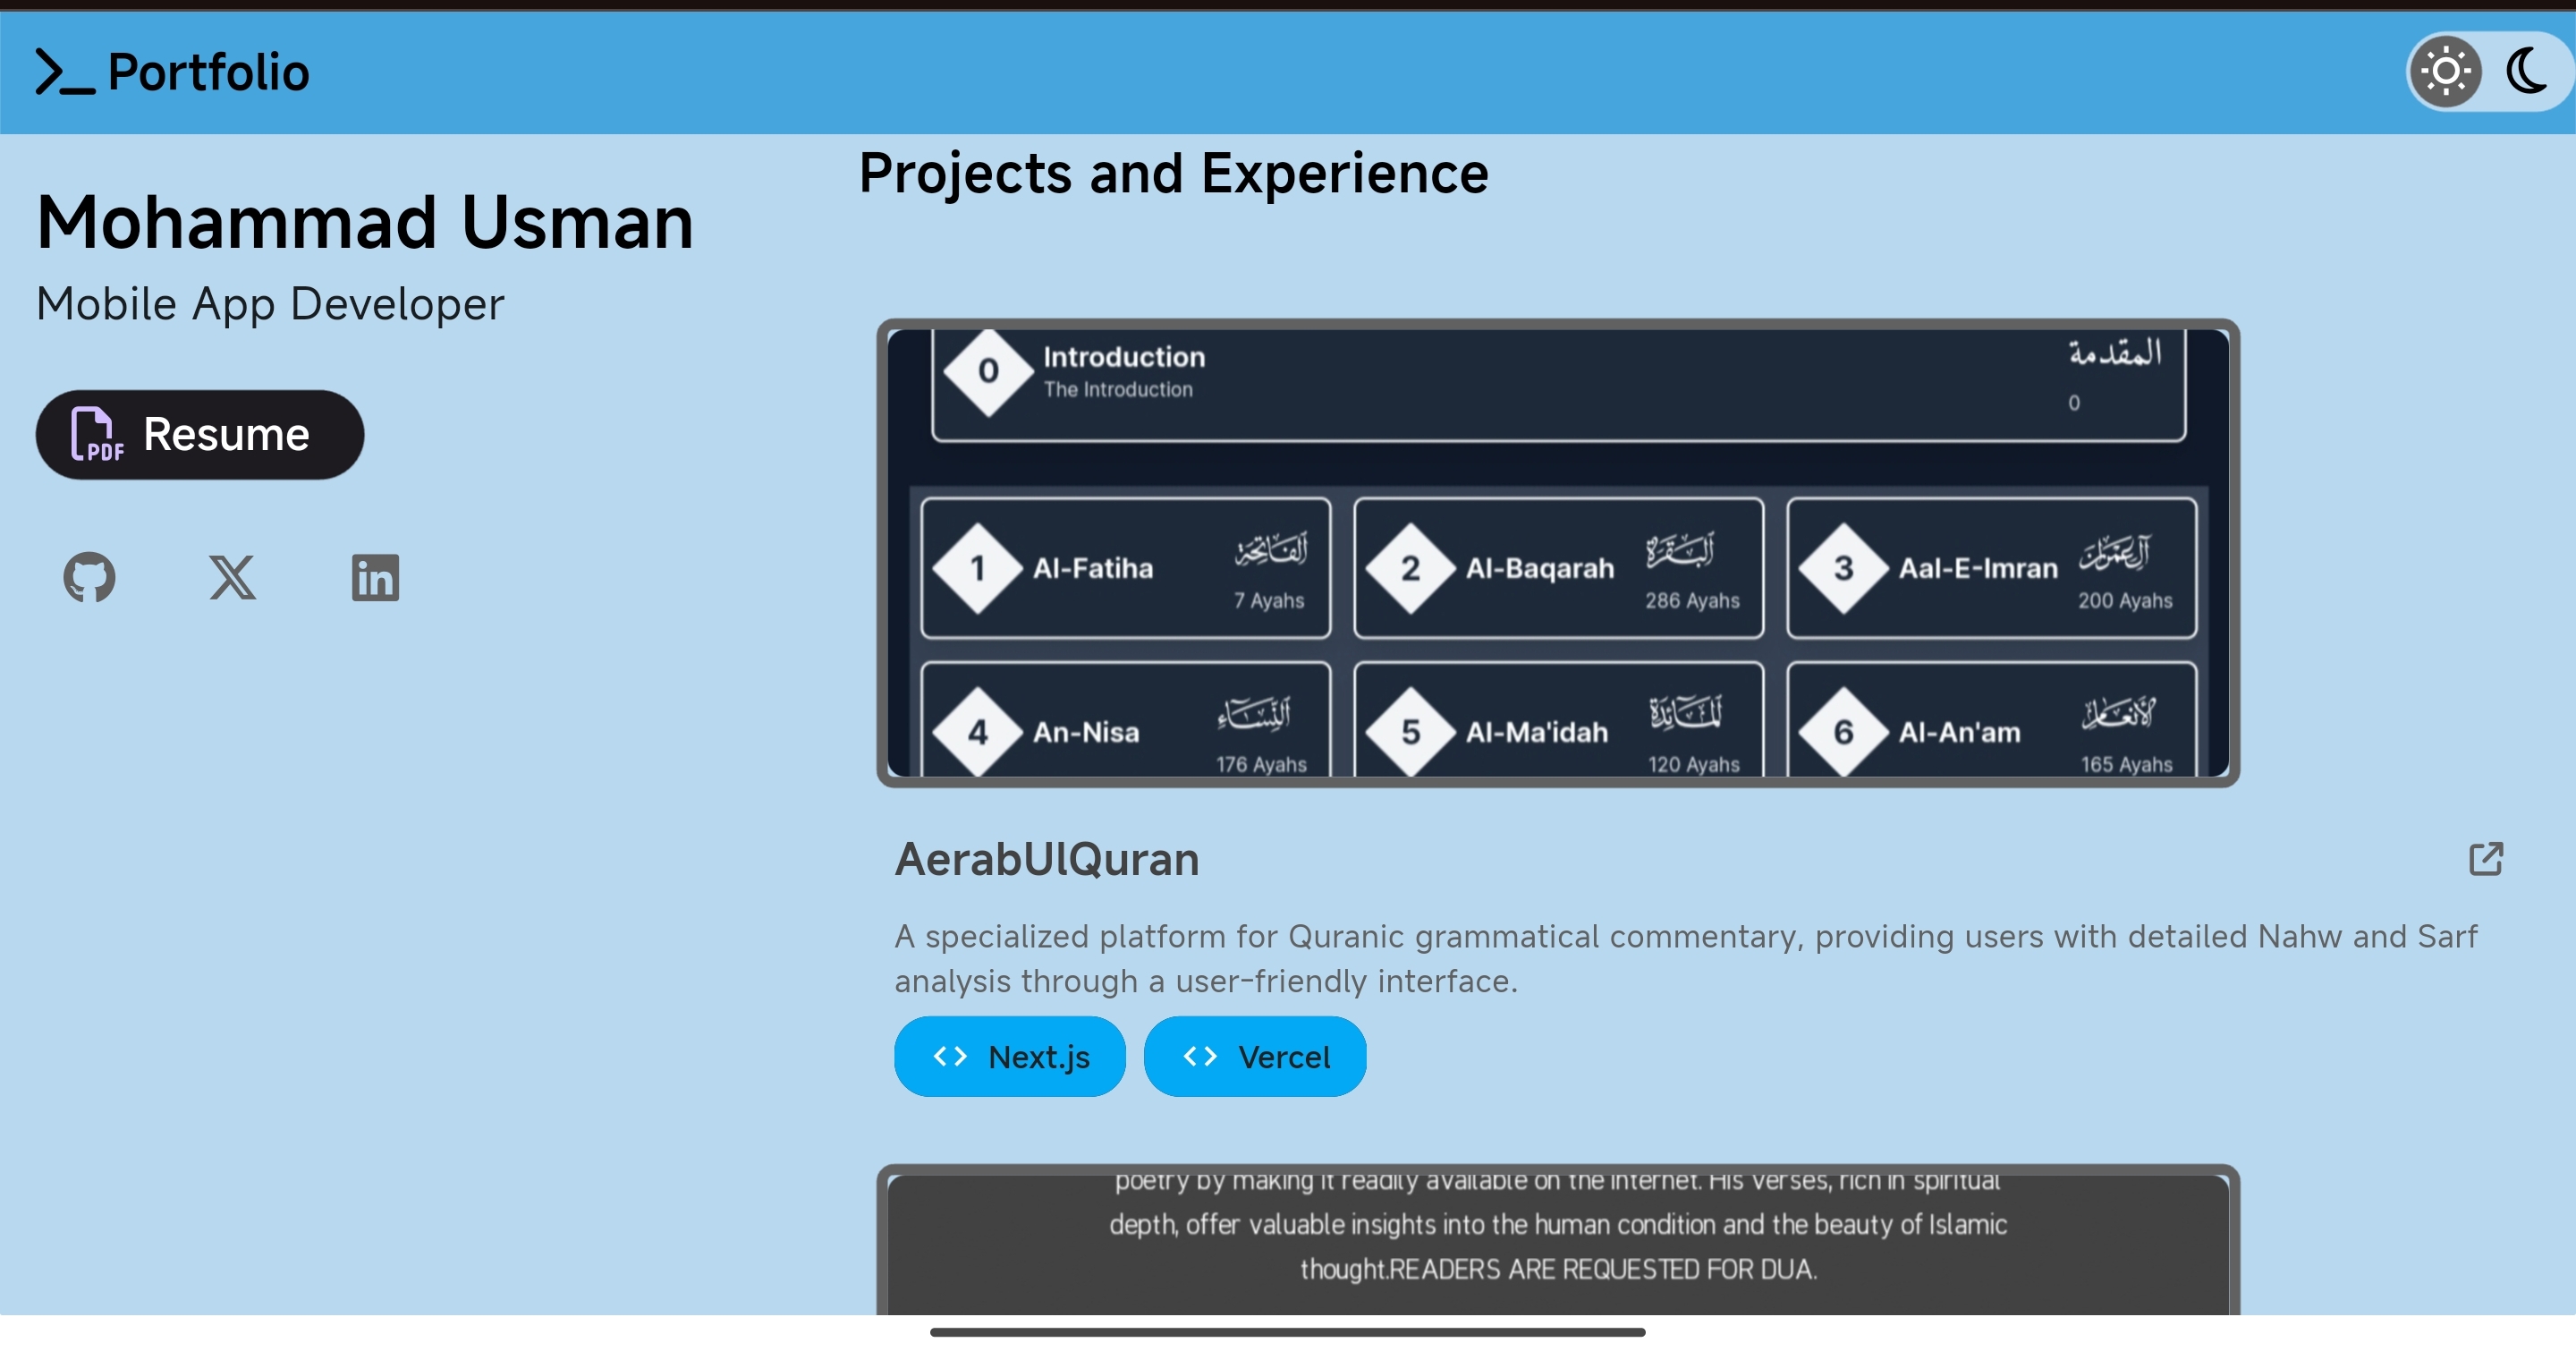 Portfolio
Mohammad Usman
Mobile App Developer
PDF Resume
Projects and Experience
0 Introduction المقدمة
The Introduction 0
1 Al-Fatiha الفاتحة
7 Ayahs
2 Al-Baqarah البقرة
286 Ayahs
3 Aal-E-Imran آل عمران
200 Ayahs
4 An-Nisa النساء
176 Ayahs
5 Al-Ma'idah المائدة
120 Ayahs
6 Al-An'am الأنعام
165 Ayahs
AerabUlQuran
A specialized platform for Quranic grammatical commentary, providing users with detailed Nahw and Sarf
analysis through a user-friendly interface.
<> Next.js <> Vercel
poetry by making it readily available on the internet. His verses, rich in spiritual
depth, offer valuable insights into the human condition and the beauty of Islamic
thought.READERS ARE REQUESTED FOR DUA.